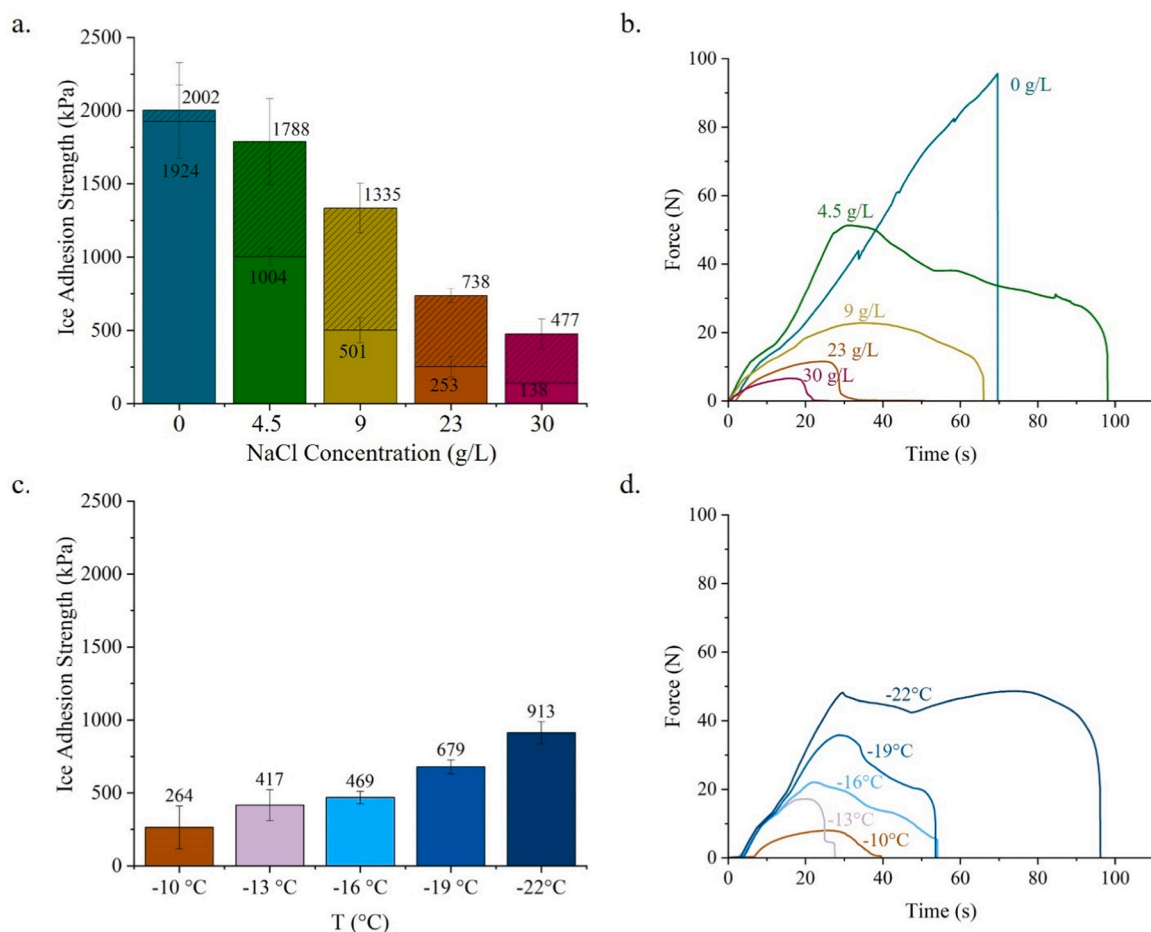 a.
Ice Adhesion Strength (kPa)
2500
2000
1500
1000
500
0
2002
1924
1788
1004
1335
501
738
253
477
138
0 4.5 9 23 30
NaCl Concentration (g/L)
b.
Force (N)
100
80
60
40
20
0
0 g/L
4.5 g/L
9 g/L
23 g/L
30 g/L
0 20 40 60 80 100
Time (s)
c.
Ice Adhesion Strength (kPa)
2500
2000
1500
1000
500
0
264
417
469
679
913
-10 °C -13 °C -16 °C -19 °C -22°C
T (°C)
d.
Force (N)
100
80
60
40
20
0
-22°C
-19°C
-16°C
-13°C
-10°C
0 20 40 60 80 100
Time (s)